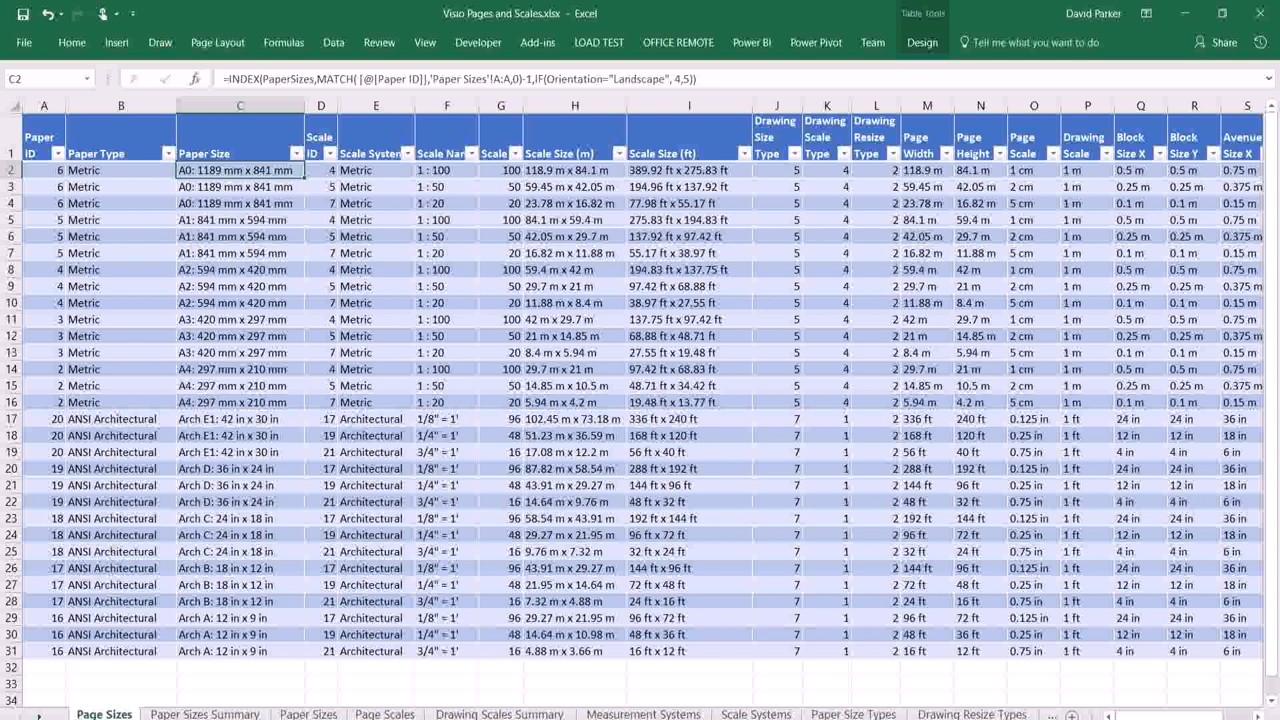 Visio Pages and Scales.xlsx - Excel
Table Tools
David Parker
File Home Insert Draw Page Layout Formulas Data Review View Developer Add-ins LOAD TEST OFFICE REMOTE Power BI Power Pivot Team Design Tell me what you want to do Share
C2 fx =INDEX(PaperSizes,MATCH([@[Paper ID]],'Paper Sizes'!A:A,0)-1,IF(Orientation="Landscape", 4,5))
A B C D E F G H I J K L M N O P Q R S
1 Paper ID Paper Type Paper Size Scale ID Scale System Scale Nar Scale Scale Size (m) Scale Size (ft) Drawing Size Type Drawing Scale Type Drawing Resize Type Page Width Page Height Page Scale Drawing Scale Block Size X Block Size Y Avenue Size X
2 6 Metric A0: 1189 mm x 841 mm 4 Metric 1 : 100 100 118.9 m x 84.1 m 389.92 ft x 275.83 ft 5 4 2 118.9 m 84.1 m 1 cm 1 m 0.5 m 0.5 m 0.75 m
3 6 Metric A0: 1189 mm x 841 mm 5 Metric 1 : 50 50 59.45 m x 42.05 m 194.96 ft x 137.92 ft 5 4 2 59.45 m 42.05 m 2 cm 1 m 0.25 m 0.25 m 0.375 m
4 6 Metric A0: 1189 mm x 841 mm 7 Metric 1 : 20 20 23.78 m x 16.82 m 77.98 ft x 55.17 ft 5 4 2 23.78 m 16.82 m 5 cm 1 m 0.1 m 0.1 m 0.15 m
5 5 Metric A1: 841 mm x 594 mm 4 Metric 1 : 100 100 84.1 m x 59.4 m 275.83 ft x 194.83 ft 5 4 2 84.1 m 59.4 m 1 cm 1 m 0.5 m 0.5 m 0.75 m
6 5 Metric A1: 841 mm x 594 mm 5 Metric 1 : 50 50 42.05 m x 29.7 m 137.92 ft x 97.42 ft 5 4 2 42.05 m 29.7 m 2 cm 1 m 0.25 m 0.25 m 0.375 m
7 5 Metric A1: 841 mm x 594 mm 7 Metric 1 : 20 20 16.82 m x 11.88 m 55.17 ft x 38.97 ft 5 4 2 16.82 m 11.88 m 5 cm 1 m 0.1 m 0.1 m 0.15 m
8 4 Metric A2: 594 mm x 420 mm 4 Metric 1 : 100 100 59.4 m x 42 m 194.83 ft x 137.75 ft 5 4 2 59.4 m 42 m 1 cm 1 m 0.5 m 0.5 m 0.75 m
9 4 Metric A2: 594 mm x 420 mm 5 Metric 1 : 50 50 29.7 m x 21 m 97.42 ft x 68.88 ft 5 4 2 29.7 m 21 m 2 cm 1 m 0.25 m 0.25 m 0.375 m
10 4 Metric A2: 594 mm x 420 mm 7 Metric 1 : 20 20 11.88 m x 8.4 m 38.97 ft x 27.55 ft 5 4 2 11.88 m 8.4 m 5 cm 1 m 0.1 m 0.1 m 0.15 m
11 3 Metric A3: 420 mm x 297 mm 4 Metric 1 : 100 100 42 m x 29.7 m 137.75 ft x 97.42 ft 5 4 2 42 m 29.7 m 1 cm 1 m 0.5 m 0.5 m 0.75 m
12 3 Metric A3: 420 mm x 297 mm 5 Metric 1 : 50 50 21 m x 14.85 m 68.88 ft x 48.71 ft 5 4 2 21 m 14.85 m 2 cm 1 m 0.25 m 0.25 m 0.375 m
13 3 Metric A3: 420 mm x 297 mm 7 Metric 1 : 20 20 8.4 m x 5.94 m 27.55 ft x 19.48 ft 5 4 2 8.4 m 5.94 m 5 cm 1 m 0.1 m 0.1 m 0.15 m
14 2 Metric A4: 297 mm x 210 mm 4 Metric 1 : 100 100 29.7 m x 21 m 97.42 ft x 68.83 ft 5 4 2 29.7 m 21 m 1 cm 1 m 0.5 m 0.5 m 0.75 m
15 2 Metric A4: 297 mm x 210 mm 5 Metric 1 : 50 50 14.85 m x 10.5 m 48.71 ft x 34.42 ft 5 4 2 14.85 m 10.5 m 2 cm 1 m 0.25 m 0.25 m 0.375 m
16 2 Metric A4: 297 mm x 210 mm 7 Metric 1 : 20 20 5.94 m x 4.2 m 19.48 ft x 13.77 ft 5 4 2 5.94 m 4.2 m 5 cm 1 m 0.1 m 0.1 m 0.15 m
17 20 ANSI Architectural Arch E1: 42 in x 30 in 17 Architectural 1/8" = 1' 96 102.45 m x 73.18 m 336 ft x 240 ft 7 1 2 336 ft 240 ft 0.125 in 1 ft 24 in 24 in 36 in
18 20 ANSI Architectural Arch E1: 42 in x 30 in 19 Architectural 1/4" = 1' 48 51.23 m x 36.59 m 168 ft x 120 ft 7 1 2 168 ft 120 ft 0.25 in 1 ft 12 in 12 in 18 in
19 20 ANSI Architectural Arch E1: 42 in x 30 in 21 Architectural 3/4" = 1' 16 17.08 m x 12.2 m 56 ft x 40 ft 7 1 2 56 ft 40 ft 0.75 in 1 ft 4 in 4 in 6 in
20 19 ANSI Architectural Arch D: 36 in x 24 in 17 Architectural 1/8" = 1' 96 87.82 m x 58.54 m 288 ft x 192 ft 7 1 2 288 ft 192 ft 0.125 in 1 ft 24 in 24 in 36 in
21 19 ANSI Architectural Arch D: 36 in x 24 in 19 Architectural 1/4" = 1' 48 43.91 m x 29.27 m 144 ft x 96 ft 7 1 2 144 ft 96 ft 0.25 in 1 ft 12 in 12 in 18 in
22 19 ANSI Architectural Arch D: 36 in x 24 in 21 Architectural 3/4" = 1' 16 14.64 m x 9.76 m 48 ft x 32 ft 7 1 2 48 ft 32 ft 0.75 in 1 ft 4 in 4 in 6 in
23 18 ANSI Architectural Arch C: 24 in x 18 in 17 Architectural 1/8" = 1' 96 58.54 m x 43.91 m 192 ft x 144 ft 7 1 2 192 ft 144 ft 0.125 in 1 ft 24 in 24 in 36 in
24 18 ANSI Architectural Arch C: 24 in x 18 in 19 Architectural 1/4" = 1' 48 29.27 m x 21.95 m 96 ft x 72 ft 7 1 2 96 ft 72 ft 0.25 in 1 ft 12 in 12 in 18 in
25 18 ANSI Architectural Arch C: 24 in x 18 in 21 Architectural 3/4" = 1' 16 9.76 m x 7.32 m 32 ft x 24 ft 7 1 2 32 ft 24 ft 0.75 in 1 ft 4 in 4 in 6 in
26 17 ANSI Architectural Arch B: 18 in x 12 in 17 Architectural 1/8" = 1' 96 43.91 m x 29.27 m 144 ft x 96 ft 7 1 2 144 ft 96 ft 0.125 in 1 ft 24 in 24 in 36 in
27 17 ANSI Architectural Arch B: 18 in x 12 in 19 Architectural 1/4" = 1' 48 21.95 m x 14.64 m 72 ft x 48 ft 7 1 2 72 ft 48 ft 0.25 in 1 ft 12 in 12 in 18 in
28 17 ANSI Architectural Arch B: 18 in x 12 in 21 Architectural 3/4" = 1' 16 7.32 m x 4.88 m 24 ft x 16 ft 7 1 2 24 ft 16 ft 0.75 in 1 ft 4 in 4 in 6 in
29 16 ANSI Architectural Arch A: 12 in x 9 in 17 Architectural 1/8" = 1' 96 29.27 m x 21.95 m 96 ft x 72 ft 7 1 2 96 ft 72 ft 0.125 in 1 ft 24 in 24 in 36 in
30 16 ANSI Architectural Arch A: 12 in x 9 in 19 Architectural 1/4" = 1' 48 14.64 m x 10.98 m 48 ft x 36 ft 7 1 2 48 ft 36 ft 0.25 in 1 ft 12 in 12 in 18 in
31 16 ANSI Architectural Arch A: 12 in x 9 in 21 Architectural 3/4" = 1' 16 4.88 m x 3.66 m 16 ft x 12 ft 7 1 2 16 ft 12 ft 0.75 in 1 ft 4 in 4 in 6 in
32
33
34
Page Sizes Paper Sizes Summary Paper Sizes Page Scales Drawing Scales Summary Measurement Systems Scale Systems Paper Size Types Drawing Resize Types ...